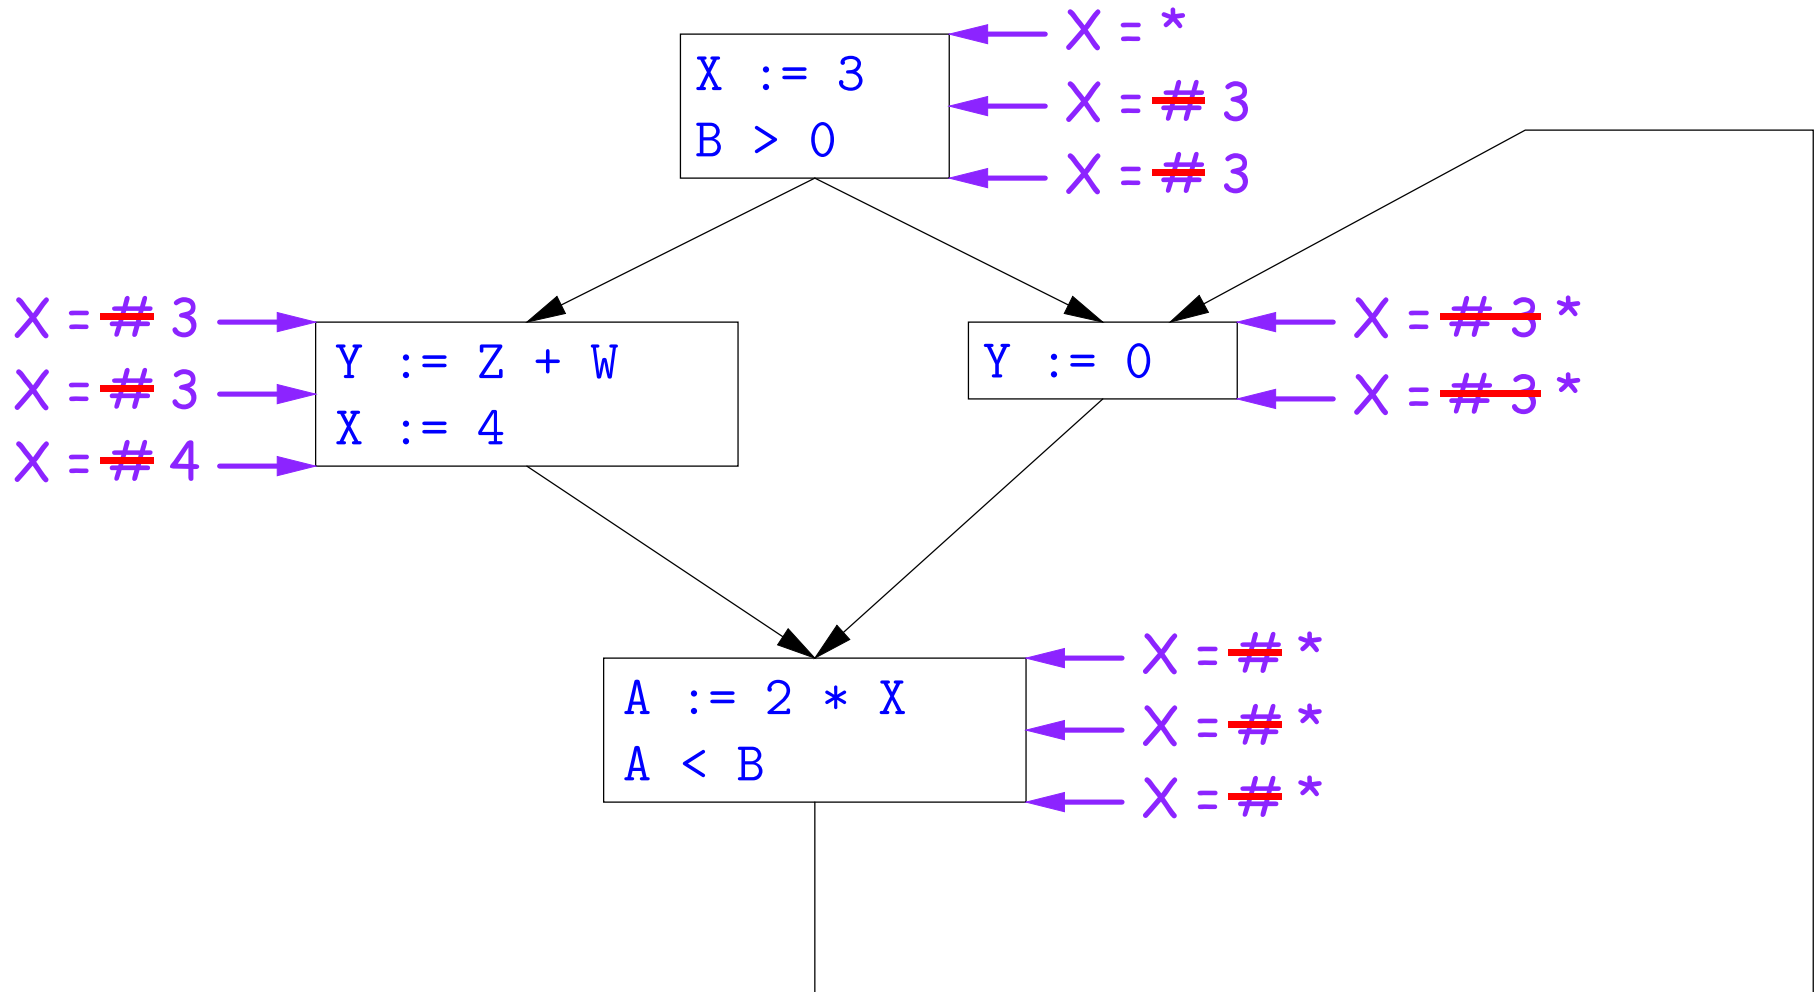 X = *
X := 3
X = # 3
B > 0
X = # 3
X = # 3
Y := Z + W
X = # 3
X := 4
X = # 4
Y := 0
X = # 3 *
X = # 3 *
A := 2 * X
A < B
X = # *
X = # *
X = # *